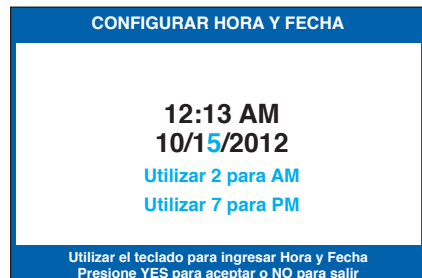 CONFIGURAR HORA Y FECHA
12:13 AM
10/15/2012
Utilizar 2 para AM
Utilizar 7 para PM
Utilizar el teclado para ingresar Hora y Fecha
Presione YES para aceptar o NO para salir